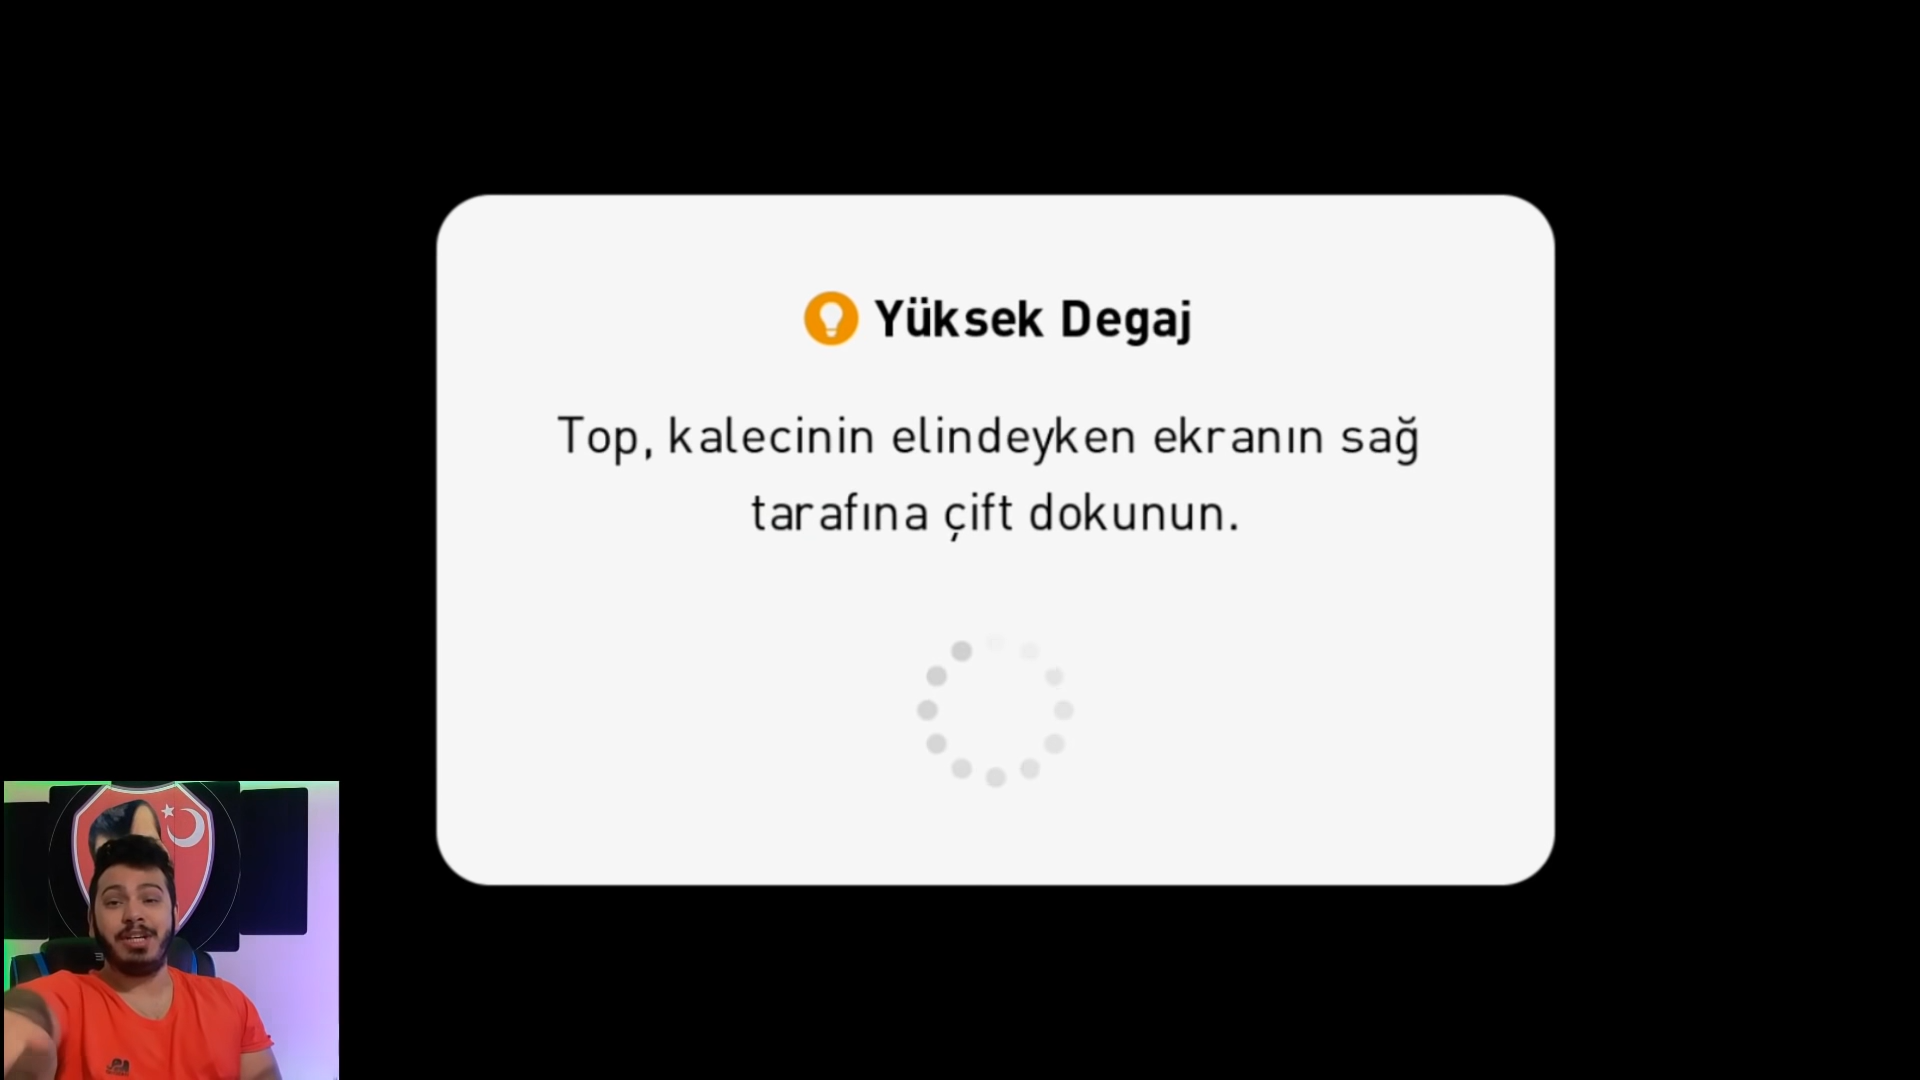 Yüksek Degaj
Top, kalecinin elindeyken ekranın sağ
tarafına çift dokunun.